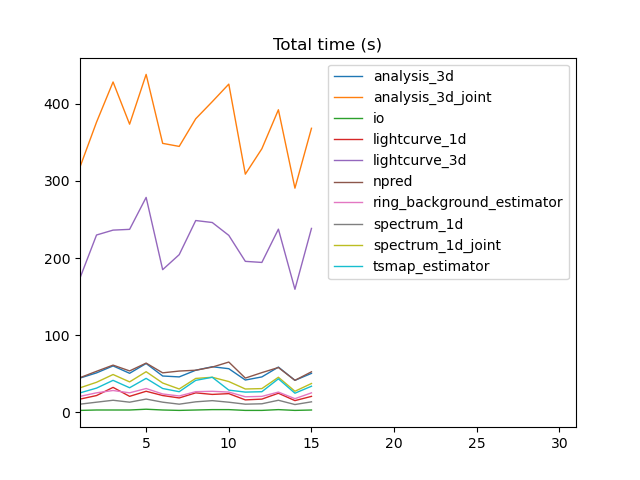 Total time (s)
400
300
200
100
0
5
10
15
20
25
30
analysis_3d
analysis_3d_joint
io
lightcurve_1d
lightcurve_3d
npred
ring_background_estimator
spectrum_1d
spectrum_1d_joint
tsmap_estimator